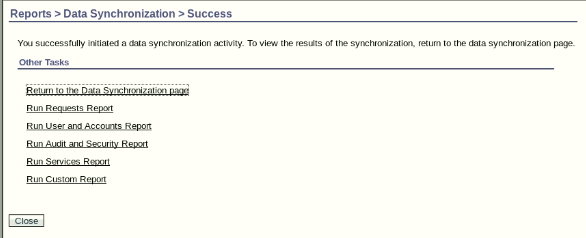 Reports > Data Synchronization > Success
You successfully initiated a data synchronization activity. To view the results of the synchronization, return to the data synchronization page.
Other Tasks
Return to the Data Synchronization page
Run Requests Report
Run User and Accounts Report
Run Audit and Security Report
Run Services Report
Run Custom Report
Close